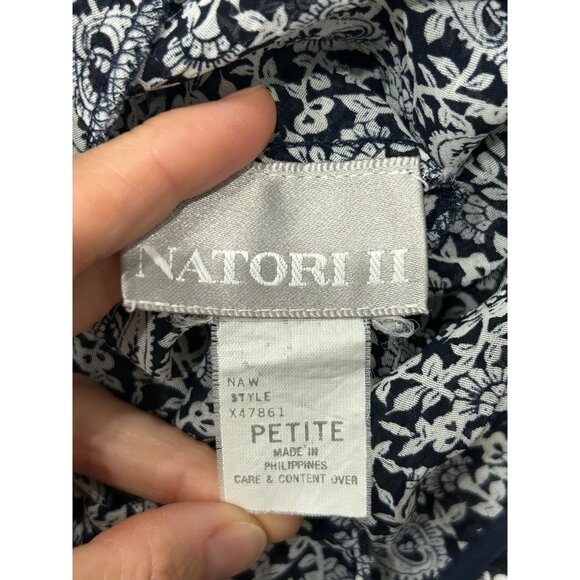 NATORI II
NAW
STYLE
X47861
PETITE
MADE IN
PHILIPPINES
CARE & CONTENT OVER